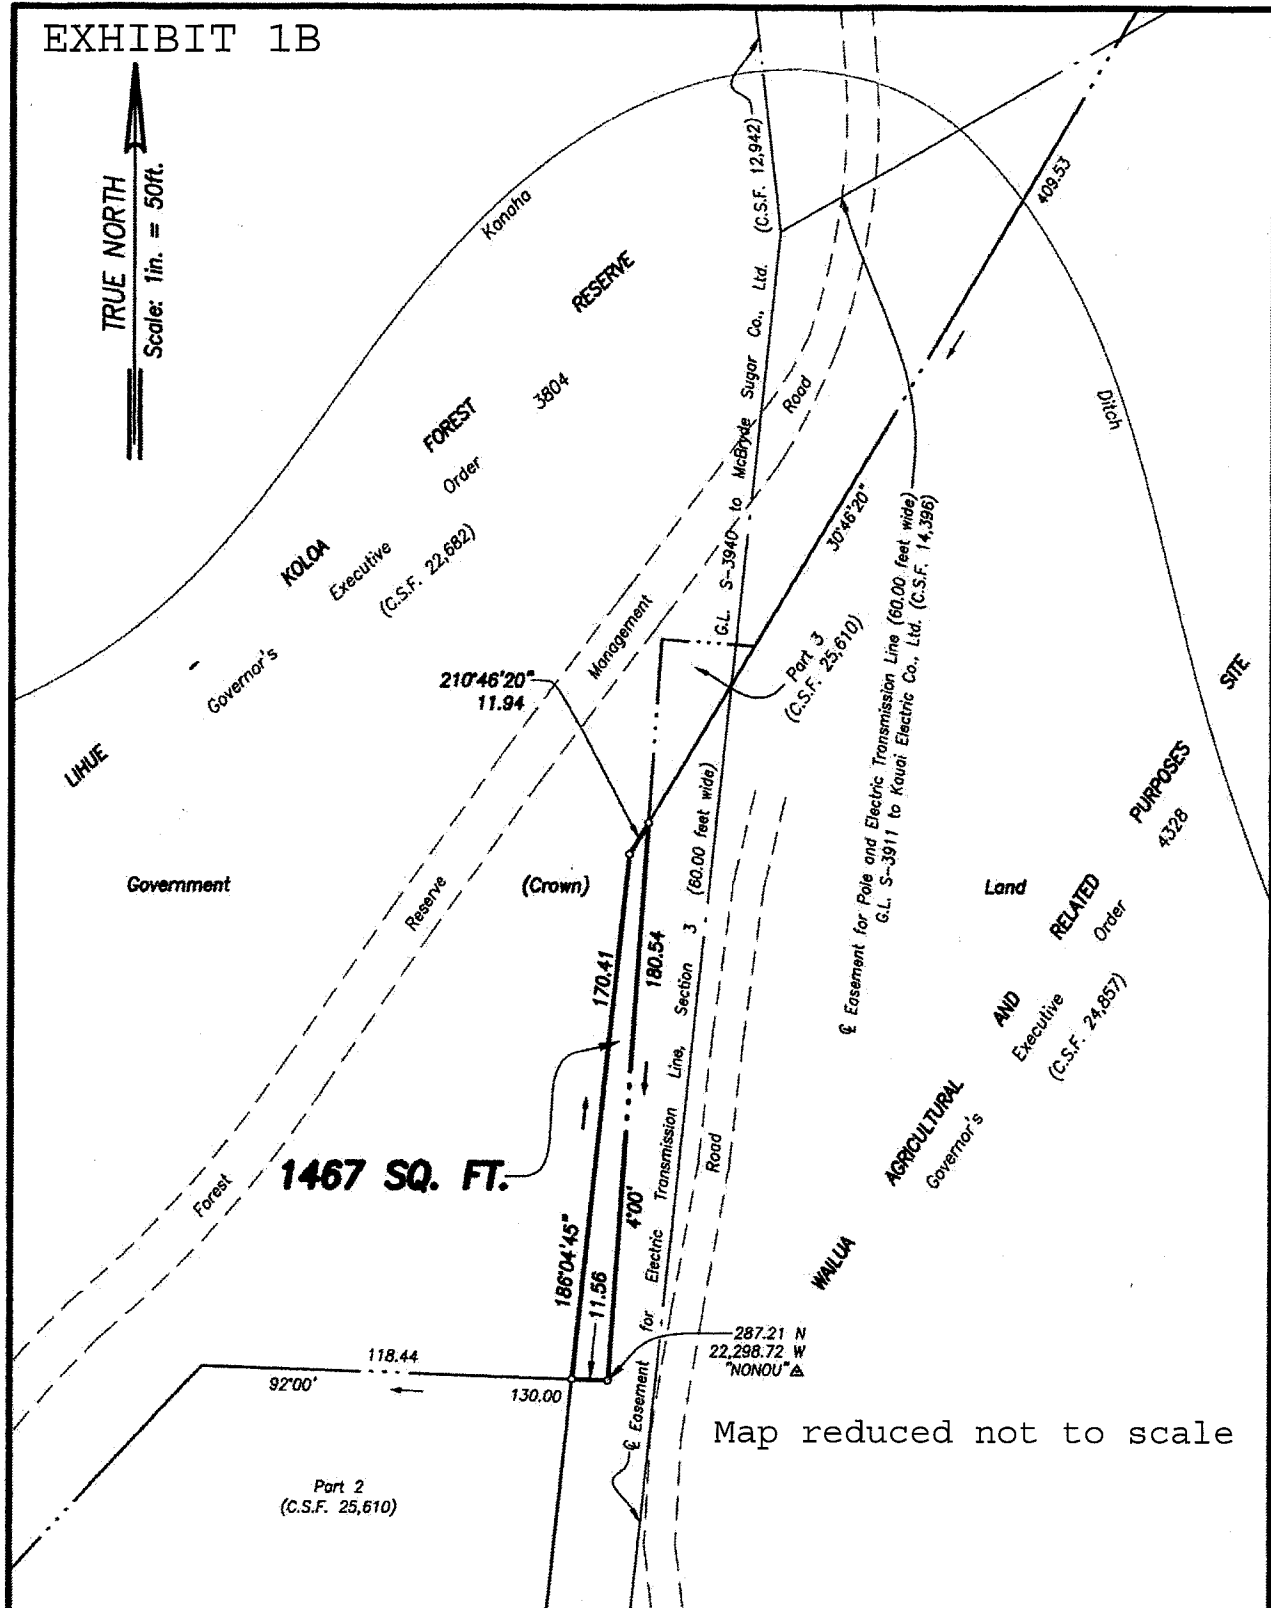 EXHIBIT 1B
TRUE NORTH
Scale: 1in. = 50ft.
Kanaha
(C.S.F. 12,942)
409.53
RESERVE
FOREST
3804
Order
KOLOA
Executive
(C.S.F. 22,682)
Governor's
LIHUE
Road
Ditch
G.L. S-3940 to McBryde Sugar Co., Ltd.
30°46'20"
Management
Part 3
(C.S.F. 25,610)
℄ Easement for Pole and Electric Transmission Line (60.00 feet wide)
G.L. S-3911 to Kauai Electric Co., Ltd. (C.S.F. 14,396)
210°46'20"
11.94
SITE
PURPOSES
4328
RELATED
Order
AND
Executive
(C.S.F. 24,857)
AGRICULTURAL
Governor's
WAILUA
Government
(Crown)
Land
Reserve
Forest
170.41
180.54
℄ Easement for Electric Transmission Line, Section 3 (60.00 feet wide)
Road
1467 SQ. FT.
186°04'45"
4°00'
11.56
287.21 N
22,298.72 W
"NONOU"
118.44
92°00'
130.00
Map reduced not to scale
Part 2
(C.S.F. 25,610)